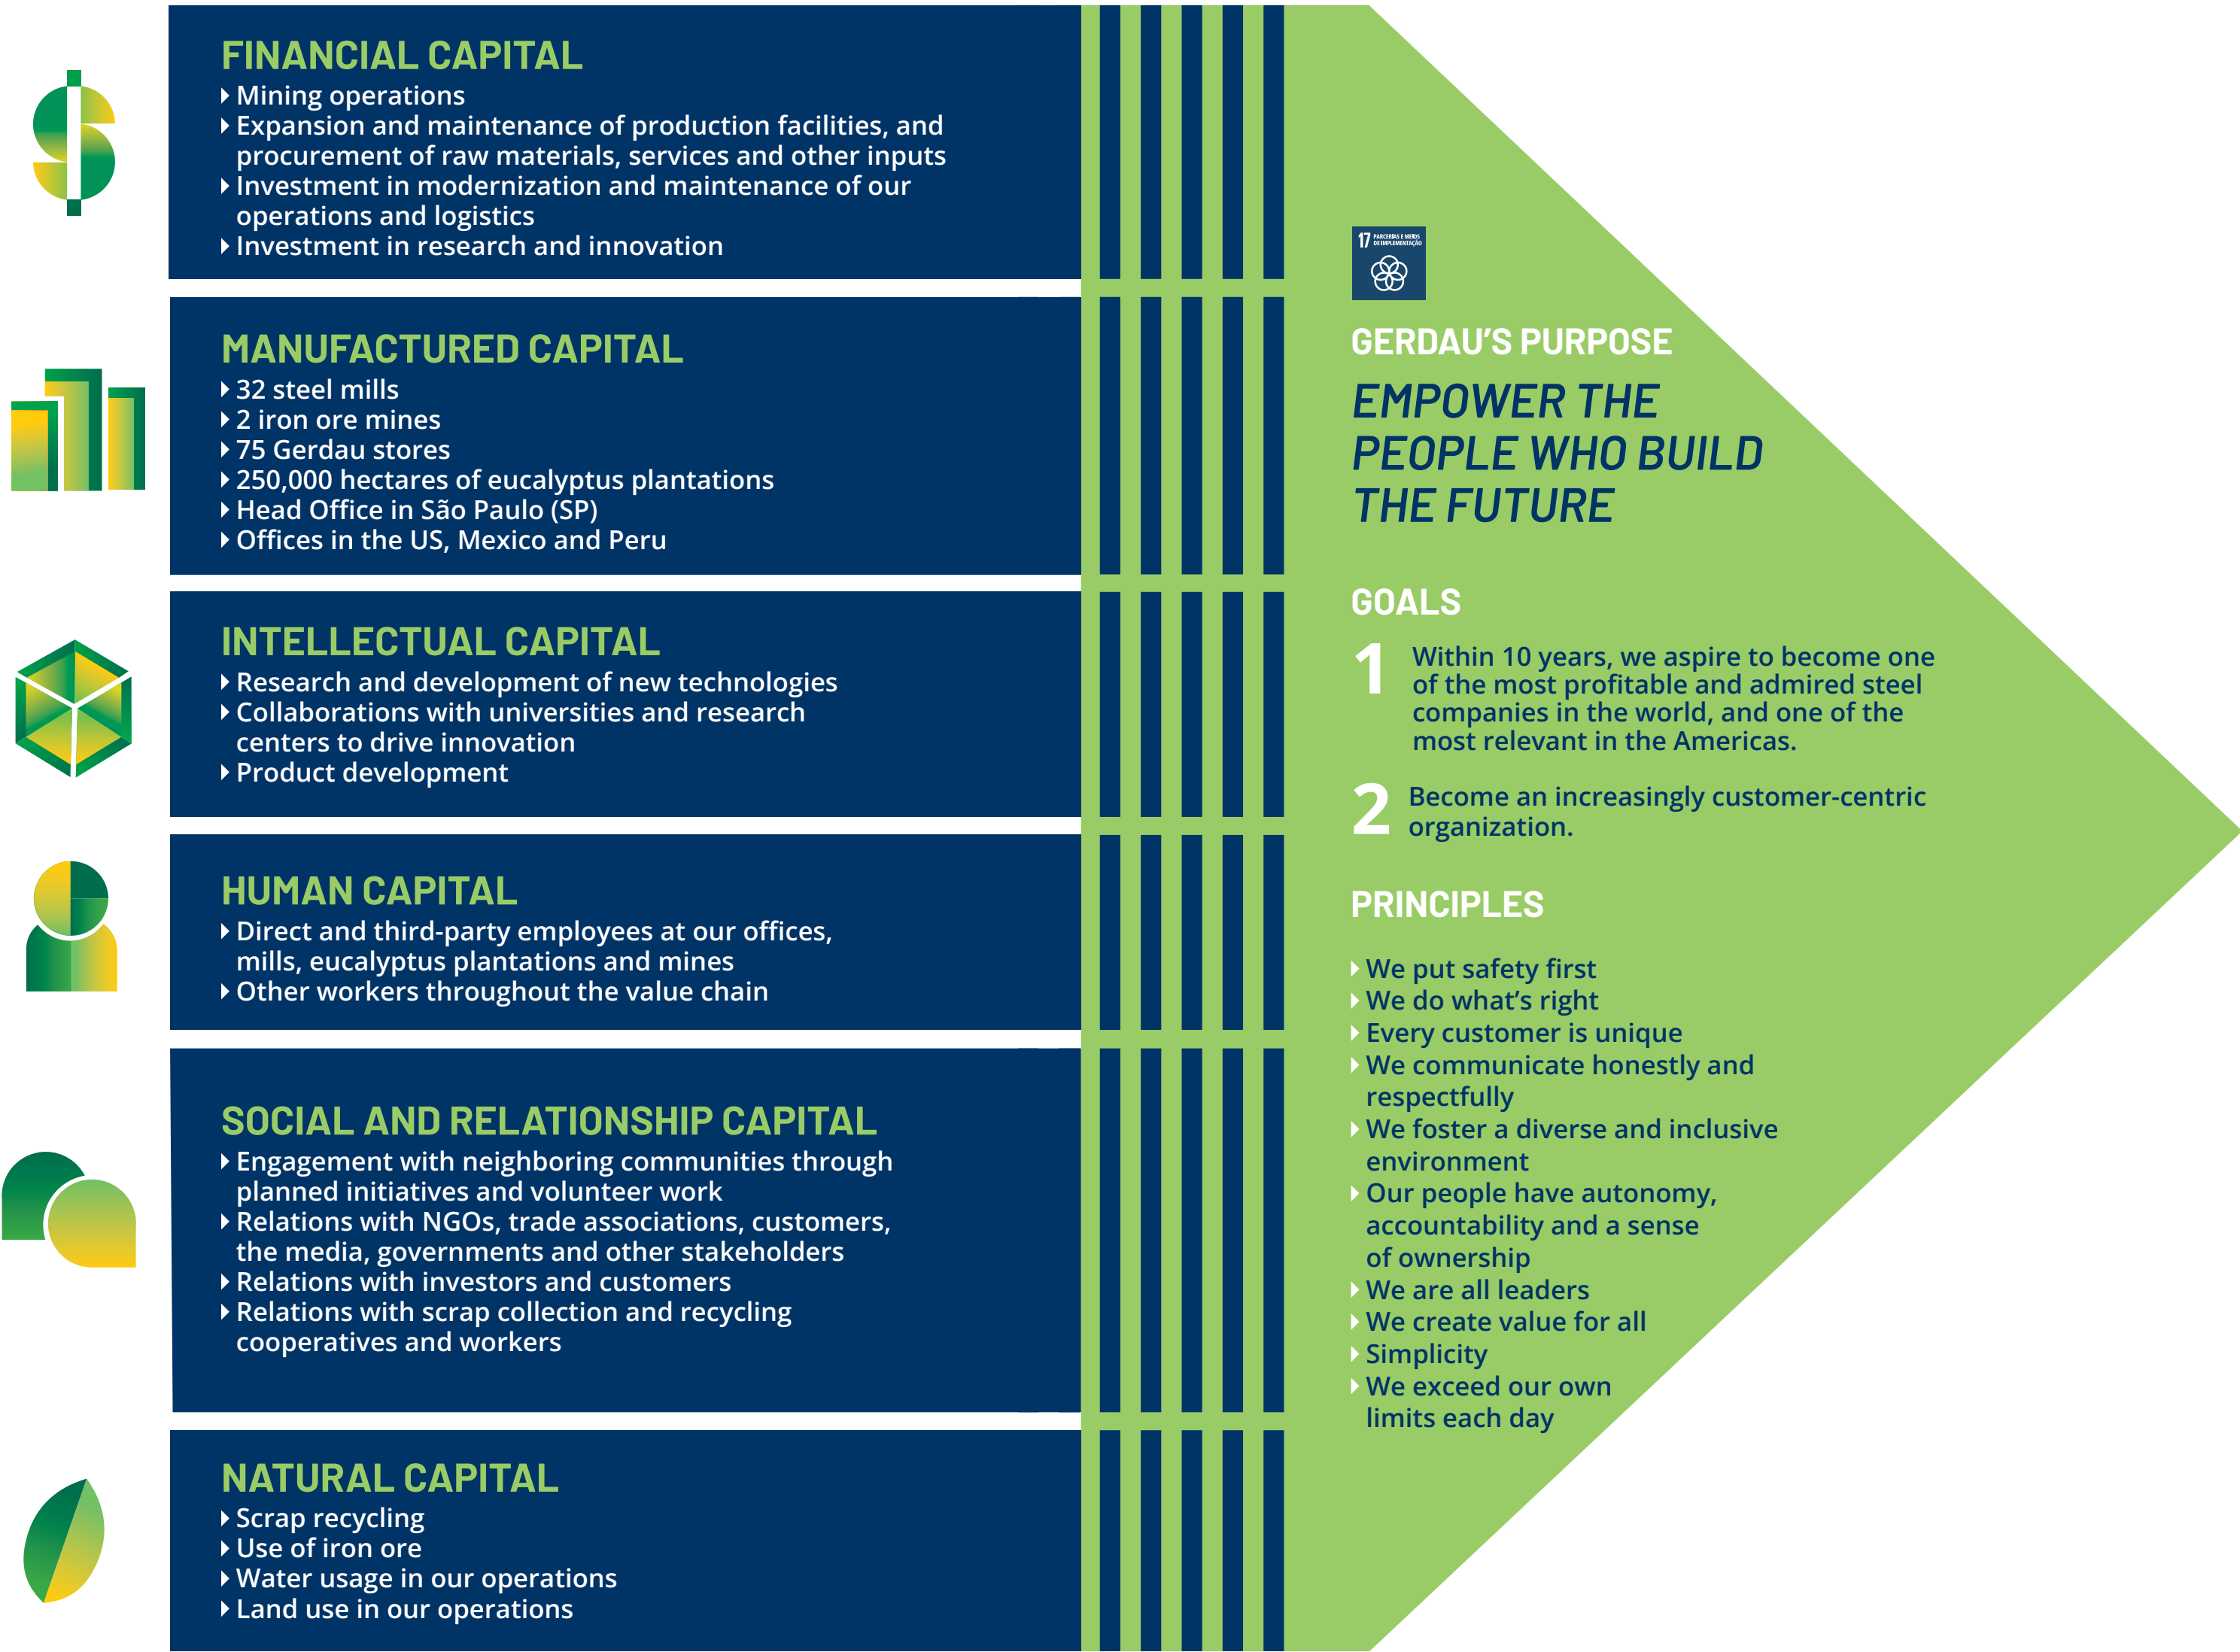 FINANCIAL CAPITAL
Mining operations
Expansion and maintenance of production facilities, and
procurement of raw materials, services and other inputs
Investment in modernization and maintenance of our
operations and logistics
Investment in research and innovation
MANUFACTURED CAPITAL
32 steel mills
2 iron ore mines
75 Gerdau stores
250,000 hectares of eucalyptus plantations
Head Office in São Paulo (SP)
Offices in the US, Mexico and Peru
INTELLECTUAL CAPITAL
Research and development of new technologies
Collaborations with universities and research
centers to drive innovation
Product development
HUMAN CAPITAL
Direct and third-party employees at our offices,
mills, eucalyptus plantations and mines
Other workers throughout the value chain
SOCIAL AND RELATIONSHIP CAPITAL
Engagement with neighboring communities through
planned initiatives and volunteer work
Relations with NGOs, trade associations, customers,
the media, governments and other stakeholders
Relations with investors and customers
Relations with scrap collection and recycling
cooperatives and workers
NATURAL CAPITAL
Scrap recycling
Use of iron ore
Water usage in our operations
Land use in our operations
17 PARCERIAS E MEIOS
DE IMPLEMENTAÇÃO
GERDAU'S PURPOSE
EMPOWER THE
PEOPLE WHO BUILD
THE FUTURE
GOALS
1 Within 10 years, we aspire to become one
of the most profitable and admired steel
companies in the world, and one of the
most relevant in the Americas.
2 Become an increasingly customer-centric
organization.
PRINCIPLES
We put safety first
We do what's right
Every customer is unique
We communicate honestly and
respectfully
We foster a diverse and inclusive
environment
Our people have autonomy,
accountability and a sense
of ownership
We are all leaders
We create value for all
Simplicity
We exceed our own
limits each day